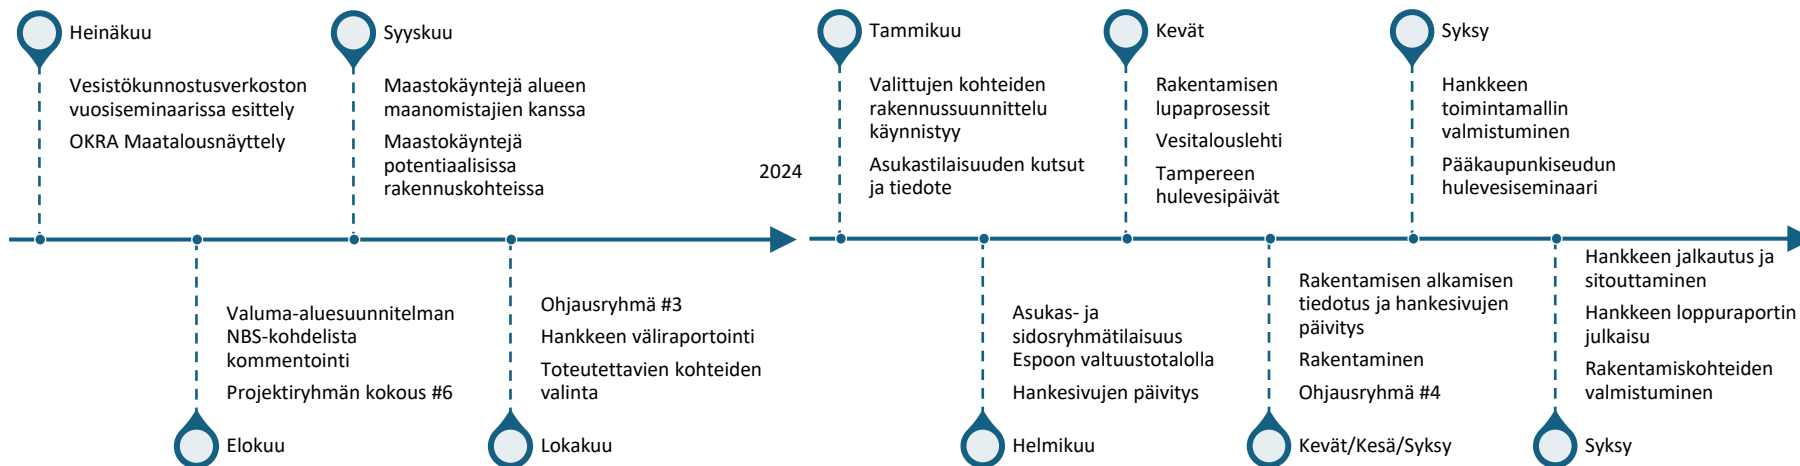 Heinäkuu
Vesistökunnostusverkoston
vuosiseminaarissa esittely
OKRA Maatalousnäyttely
Syyskuu
Maastokäyntejä alueen
maanomistajien kanssa
Maastokäyntejä
potentiaalisissa
rakennuskohteissa
Valuma-aluesuunnitelman
NBS-kohdelista
kommentointi
Projektiryhmän kokous #6
Elokuu
Ohjausryhmä #3
Hankkeen väliraportointi
Toteutettavien kohteiden
valinta
Lokakuu
2024
Tammikuu
Valittujen kohteiden
rakennussuunnittelu
käynnistyy
Asukastilaisuuden kutsut
ja tiedote
Kevät
Rakentamisen
lupaprosessit
Vesitalouslehti
Tampereen
hulevesipäivät
Syksy
Hankkeen
toimintamallin
valmistuminen
Pääkaupunkiseudun
hulevesiseminaari
Asukas- ja
sidosryhmätilaisuus
Espoon valtuustotalolla
Hankesivujen päivitys
Helmikuu
Rakentamisen alkamisen
tiedotus ja hankesivujen
päivitys
Rakentaminen
Ohjausryhmä #4
Kevät/Kesä/Syksy
Hankkeen jalkautus ja
sitouttaminen
Hankkeen loppuraportin
julkaisu
Rakentamiskohteiden
valmistuminen
Syksy